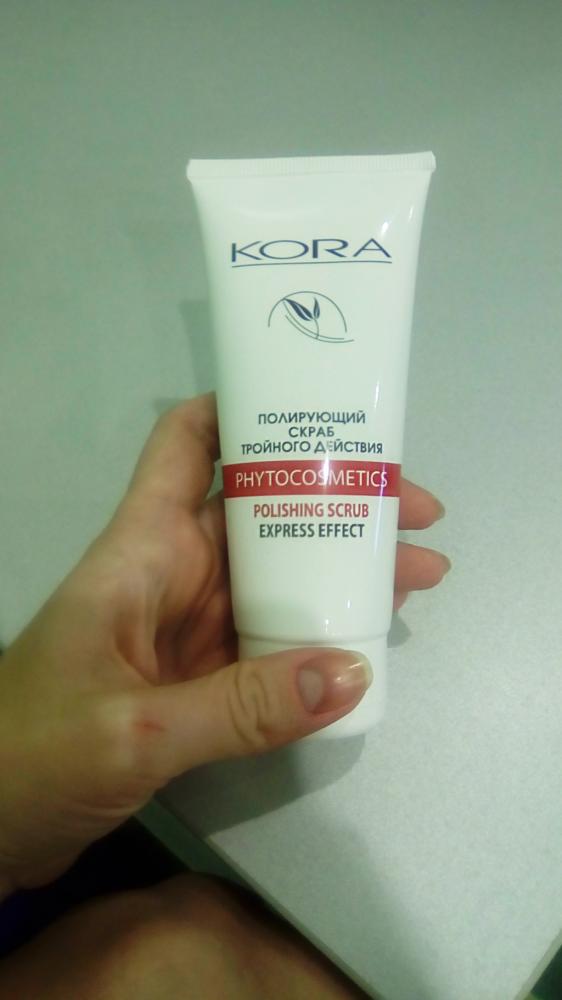 KORA
ПОЛИРУЮЩИЙ
СКРАБ
ТРОЙНОГО ДЕЙСТВИЯ
PHYTOCOSMETICS
POLISHING SCRUB
EXPRESS EFFECT